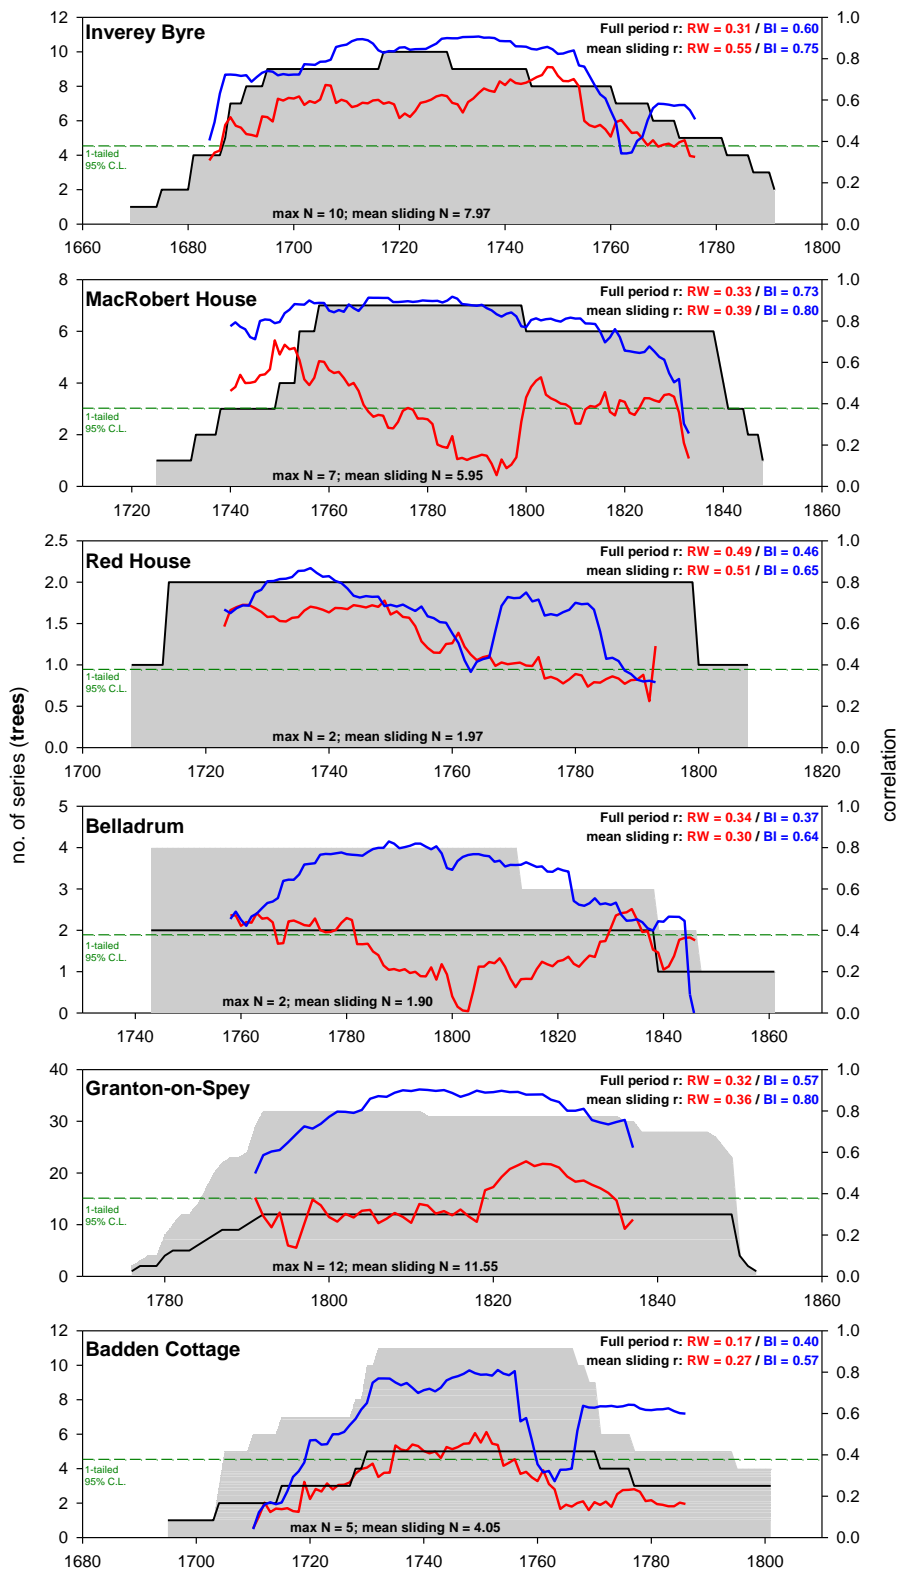 Inverey Byre
Full period r: RW = 0.31 / BI = 0.60
mean sliding r: RW = 0.55 / BI = 0.75
12
10
8
6
4
2
0
1.0
0.8
0.6
0.4
0.2
0.0
1-tailed
95% C.L.
max N = 10; mean sliding N = 7.97
1660 1680 1700 1720 1740 1760 1780 1800
MacRobert House
Full period r: RW = 0.33 / BI = 0.73
mean sliding r: RW = 0.39 / BI = 0.80
8
6
4
2
0
1.0
0.8
0.6
0.4
0.2
0.0
1-tailed
95% C.L.
max N = 7; mean sliding N = 5.95
1720 1740 1760 1780 1800 1820 1840 1860
Red House
Full period r: RW = 0.49 / BI = 0.46
mean sliding r: RW = 0.51 / BI = 0.65
2.5
2.0
1.5
1.0
0.5
0.0
1.0
0.8
0.6
0.4
0.2
0.0
1-tailed
95% C.L.
max N = 2; mean sliding N = 1.97
1700 1720 1740 1760 1780 1800 1820
no. of series (trees)
correlation
Belladrum
Full period r: RW = 0.34 / BI = 0.37
mean sliding r: RW = 0.30 / BI = 0.64
5
4
3
2
1
0
1.0
0.8
0.6
0.4
0.2
0.0
1-tailed
95% C.L.
max N = 2; mean sliding N = 1.90
1740 1760 1780 1800 1820 1840 1860
Granton-on-Spey
Full period r: RW = 0.32 / BI = 0.57
mean sliding r: RW = 0.36 / BI = 0.80
40
30
20
10
0
1.0
0.8
0.6
0.4
0.2
0.0
1-tailed
95% C.L.
max N = 12; mean sliding N = 11.55
1780 1800 1820 1840 1860
Badden Cottage
Full period r: RW = 0.17 / BI = 0.40
mean sliding r: RW = 0.27 / BI = 0.57
12
10
8
6
4
2
0
1.0
0.8
0.6
0.4
0.2
0.0
1-tailed
95% C.L.
max N = 5; mean sliding N = 4.05
1680 1700 1720 1740 1760 1780 1800